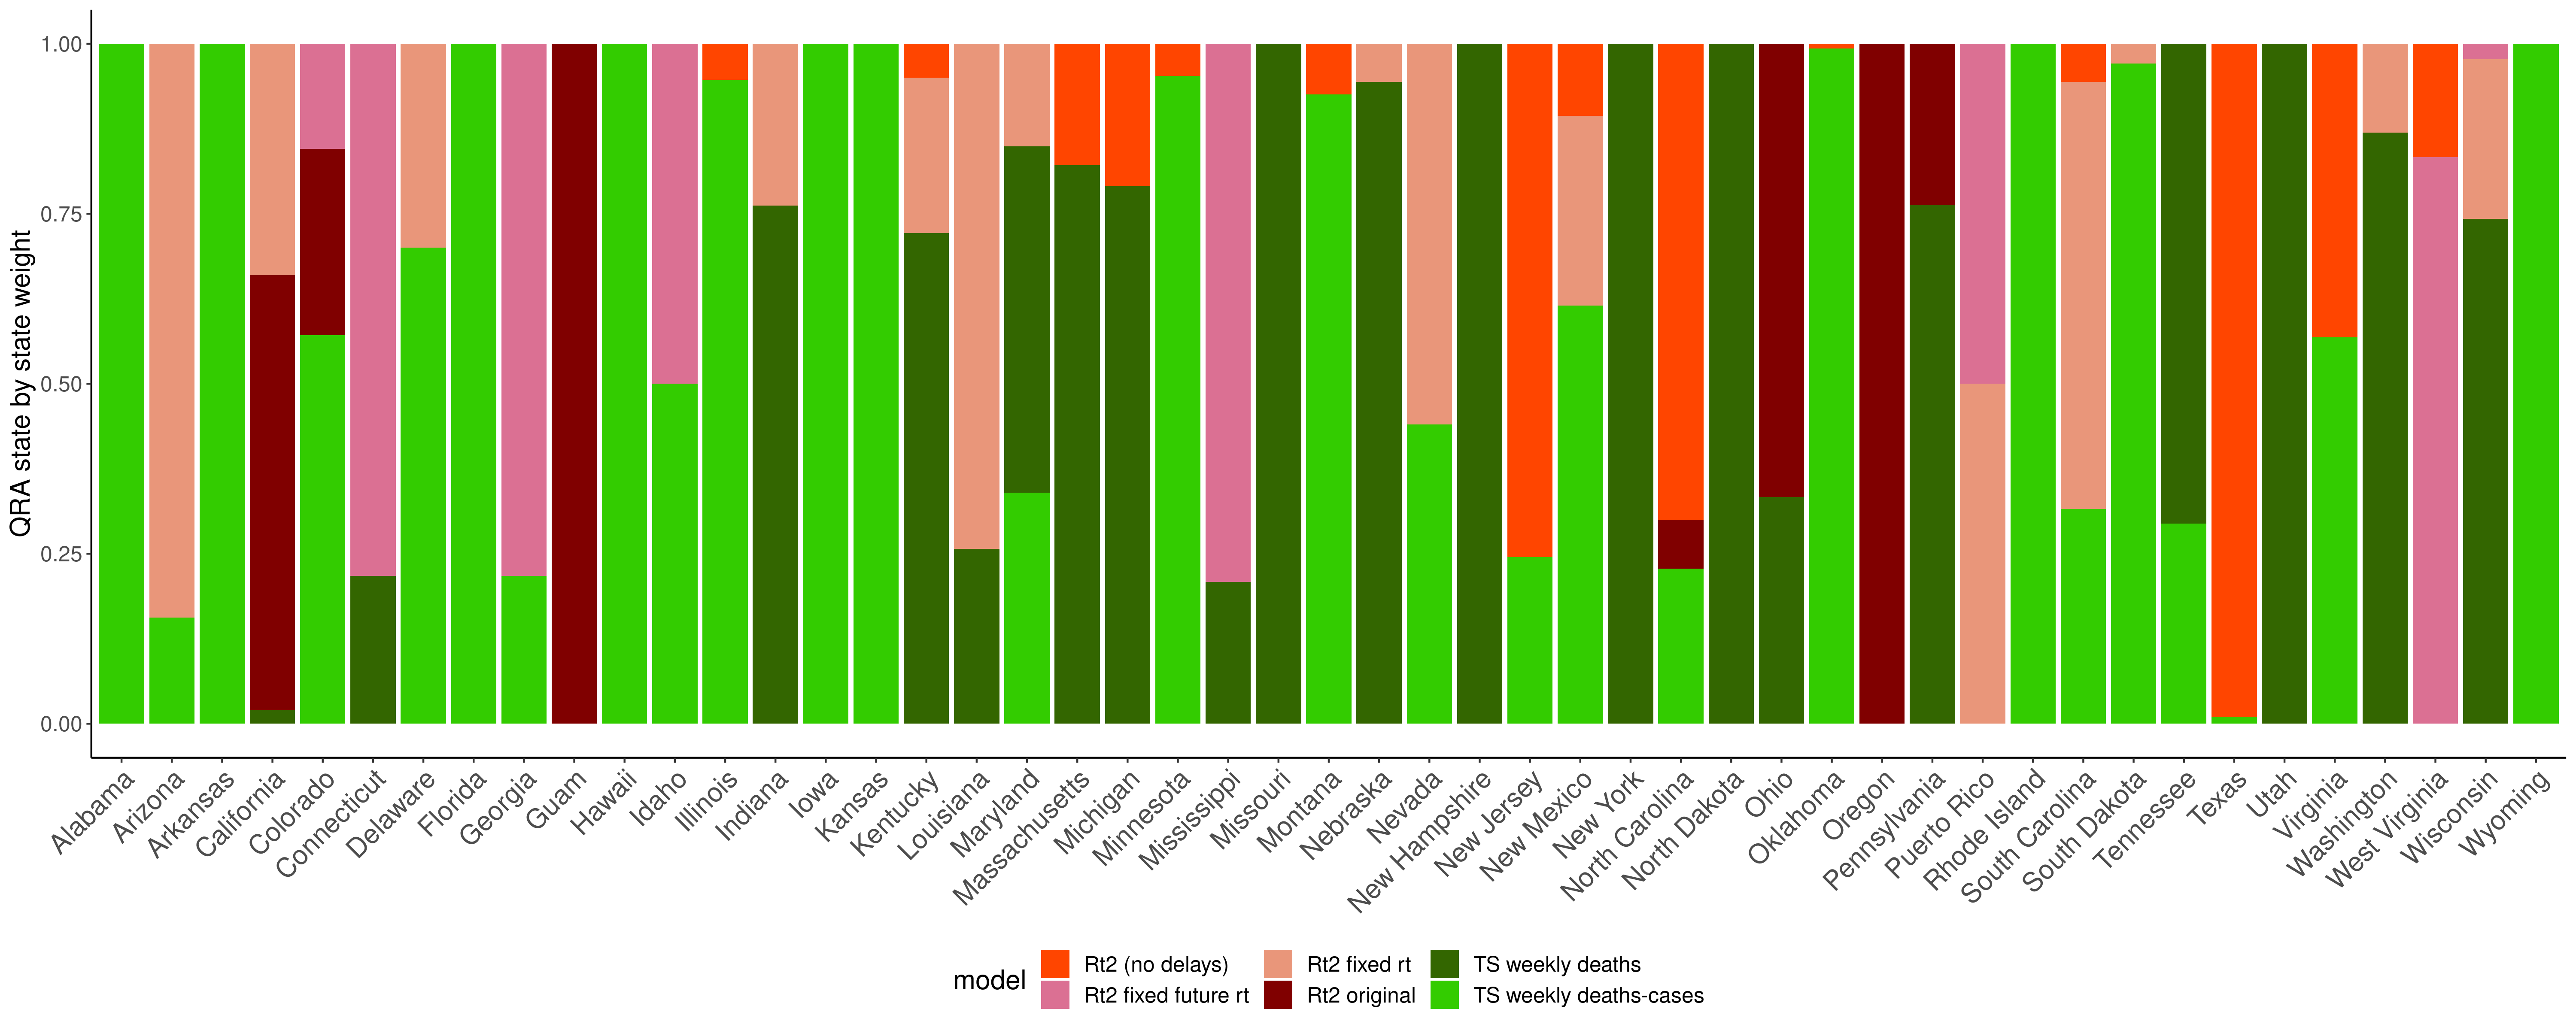 QRA state by state weight
1.00
0.75
0.50
0.25
0.00
Alabama
Arizona
Arkansas
California
Colorado
Connecticut
Delaware
Florida
Georgia
Guam
Hawaii
Idaho
Illinois
Indiana
Iowa
Kansas
Kentucky
Louisiana
Maryland
Massachusetts
Michigan
Minnesota
Mississippi
Missouri
Montana
Nebraska
Nevada
New Hampshire
New Jersey
New Mexico
New York
North Carolina
North Dakota
Ohio
Oklahoma
Oregon
Pennsylvania
Puerto Rico
Rhode Island
South Carolina
South Dakota
Tennessee
Texas
Utah
Virginia
Washington
West Virginia
Wisconsin
Wyoming
model
Rt2 (no delays)
Rt2 fixed future rt
Rt2 fixed rt
Rt2 original
TS weekly deaths
TS weekly deaths-cases